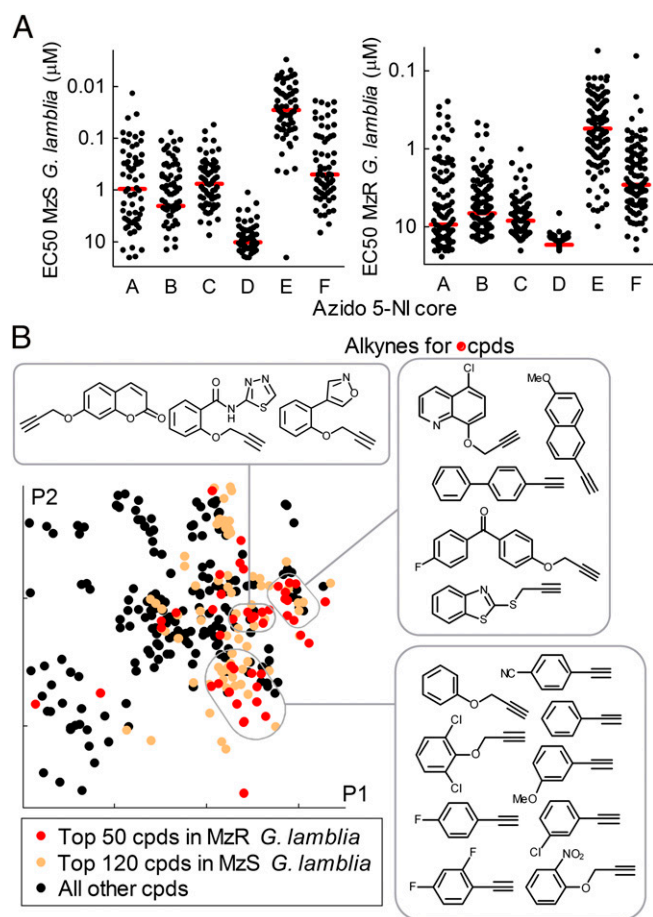 A
EC50 MzS G. lamblia (µM)
0.01
0.1
1
10
A B C D E F
EC50 MzR G. lamblia (µM)
0.1
1
10
A B C D E F
Azido 5-NI core
B
Alkynes for cpds
O
O
O
O
N
H
N-N
S
O
N-O
O
Cl
N
O
MeO
O
F
O
N
S
S
P2
P1
O
NC
Cl
O
Cl
MeO
F
Cl
F
F
NO2
O
Top 50 cpds in MzR G. lamblia
Top 120 cpds in MzS G. lamblia
All other cpds